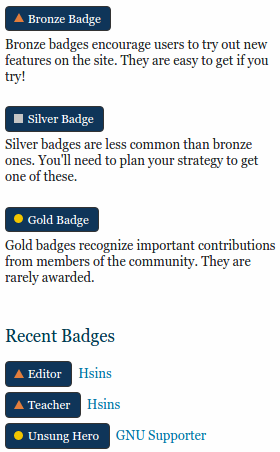 Bronze Badge
Bronze badges encourage users to try out new
features on the site. They are easy to get if you
try!
Silver Badge
Silver badges are less common than bronze
ones. You'll need to plan your strategy to get
one of these.
Gold Badge
Gold badges recognize important contributions
from members of the community. They are
rarely awarded.
Recent Badges
Editor Hsins
Teacher Hsins
Unsung Hero GNU Supporter